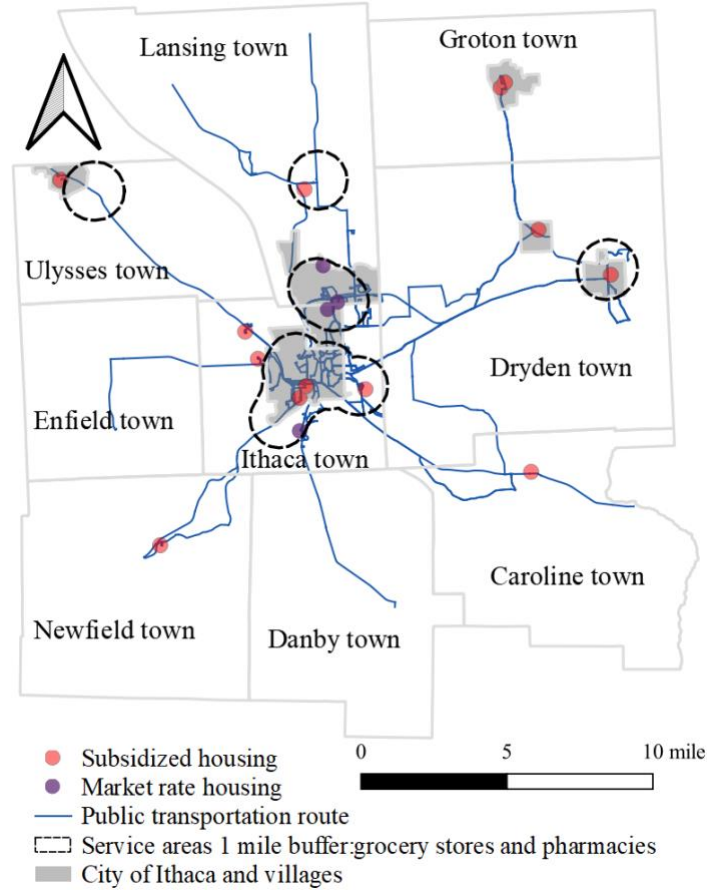 Lansing town
Groton town
Ulysses town
Dryden town
Enfield town
Ithaca town
Caroline town
Newfield town
Danby town
Subsidized housing
0 5 10 mile
Market rate housing
Public transportation route
Service areas 1 mile buffer:grocery stores and pharmacies
City of Ithaca and villages